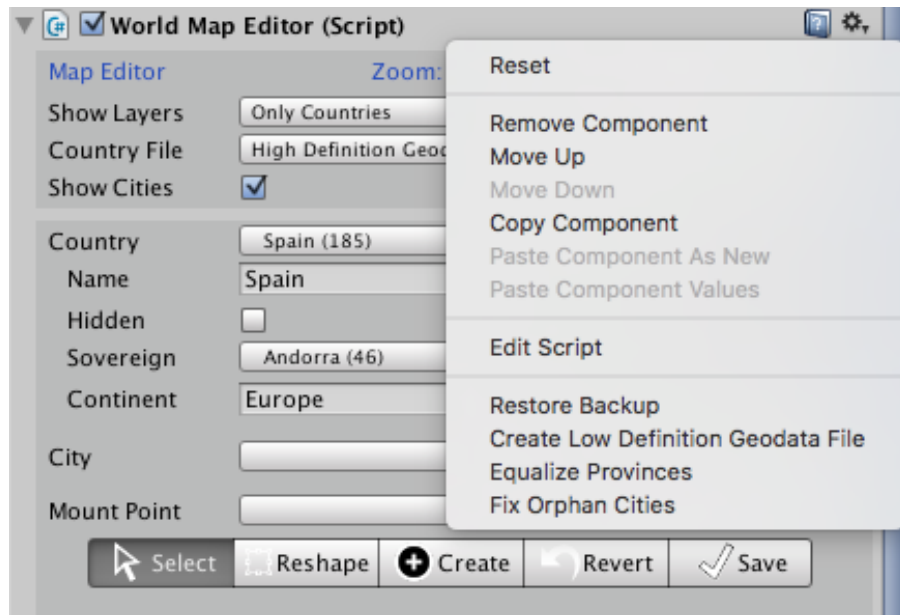 World Map Editor (Script)
Map Editor Zoom:
Show Layers Only Countries
Country File High Definition
Show Cities
Country Spain (185)
Name Spain
Hidden
Sovereign Andorra (46)
Continent Europe
City
Mount Point
Select Reshape Create Revert Save
Reset
Remove Component
Move Up
Move Down
Copy Component
Paste Component As New
Paste Component Values
Edit Script
Restore Backup
Create Low Definition Geodata File
Equalize Provinces
Fix Orphan Cities